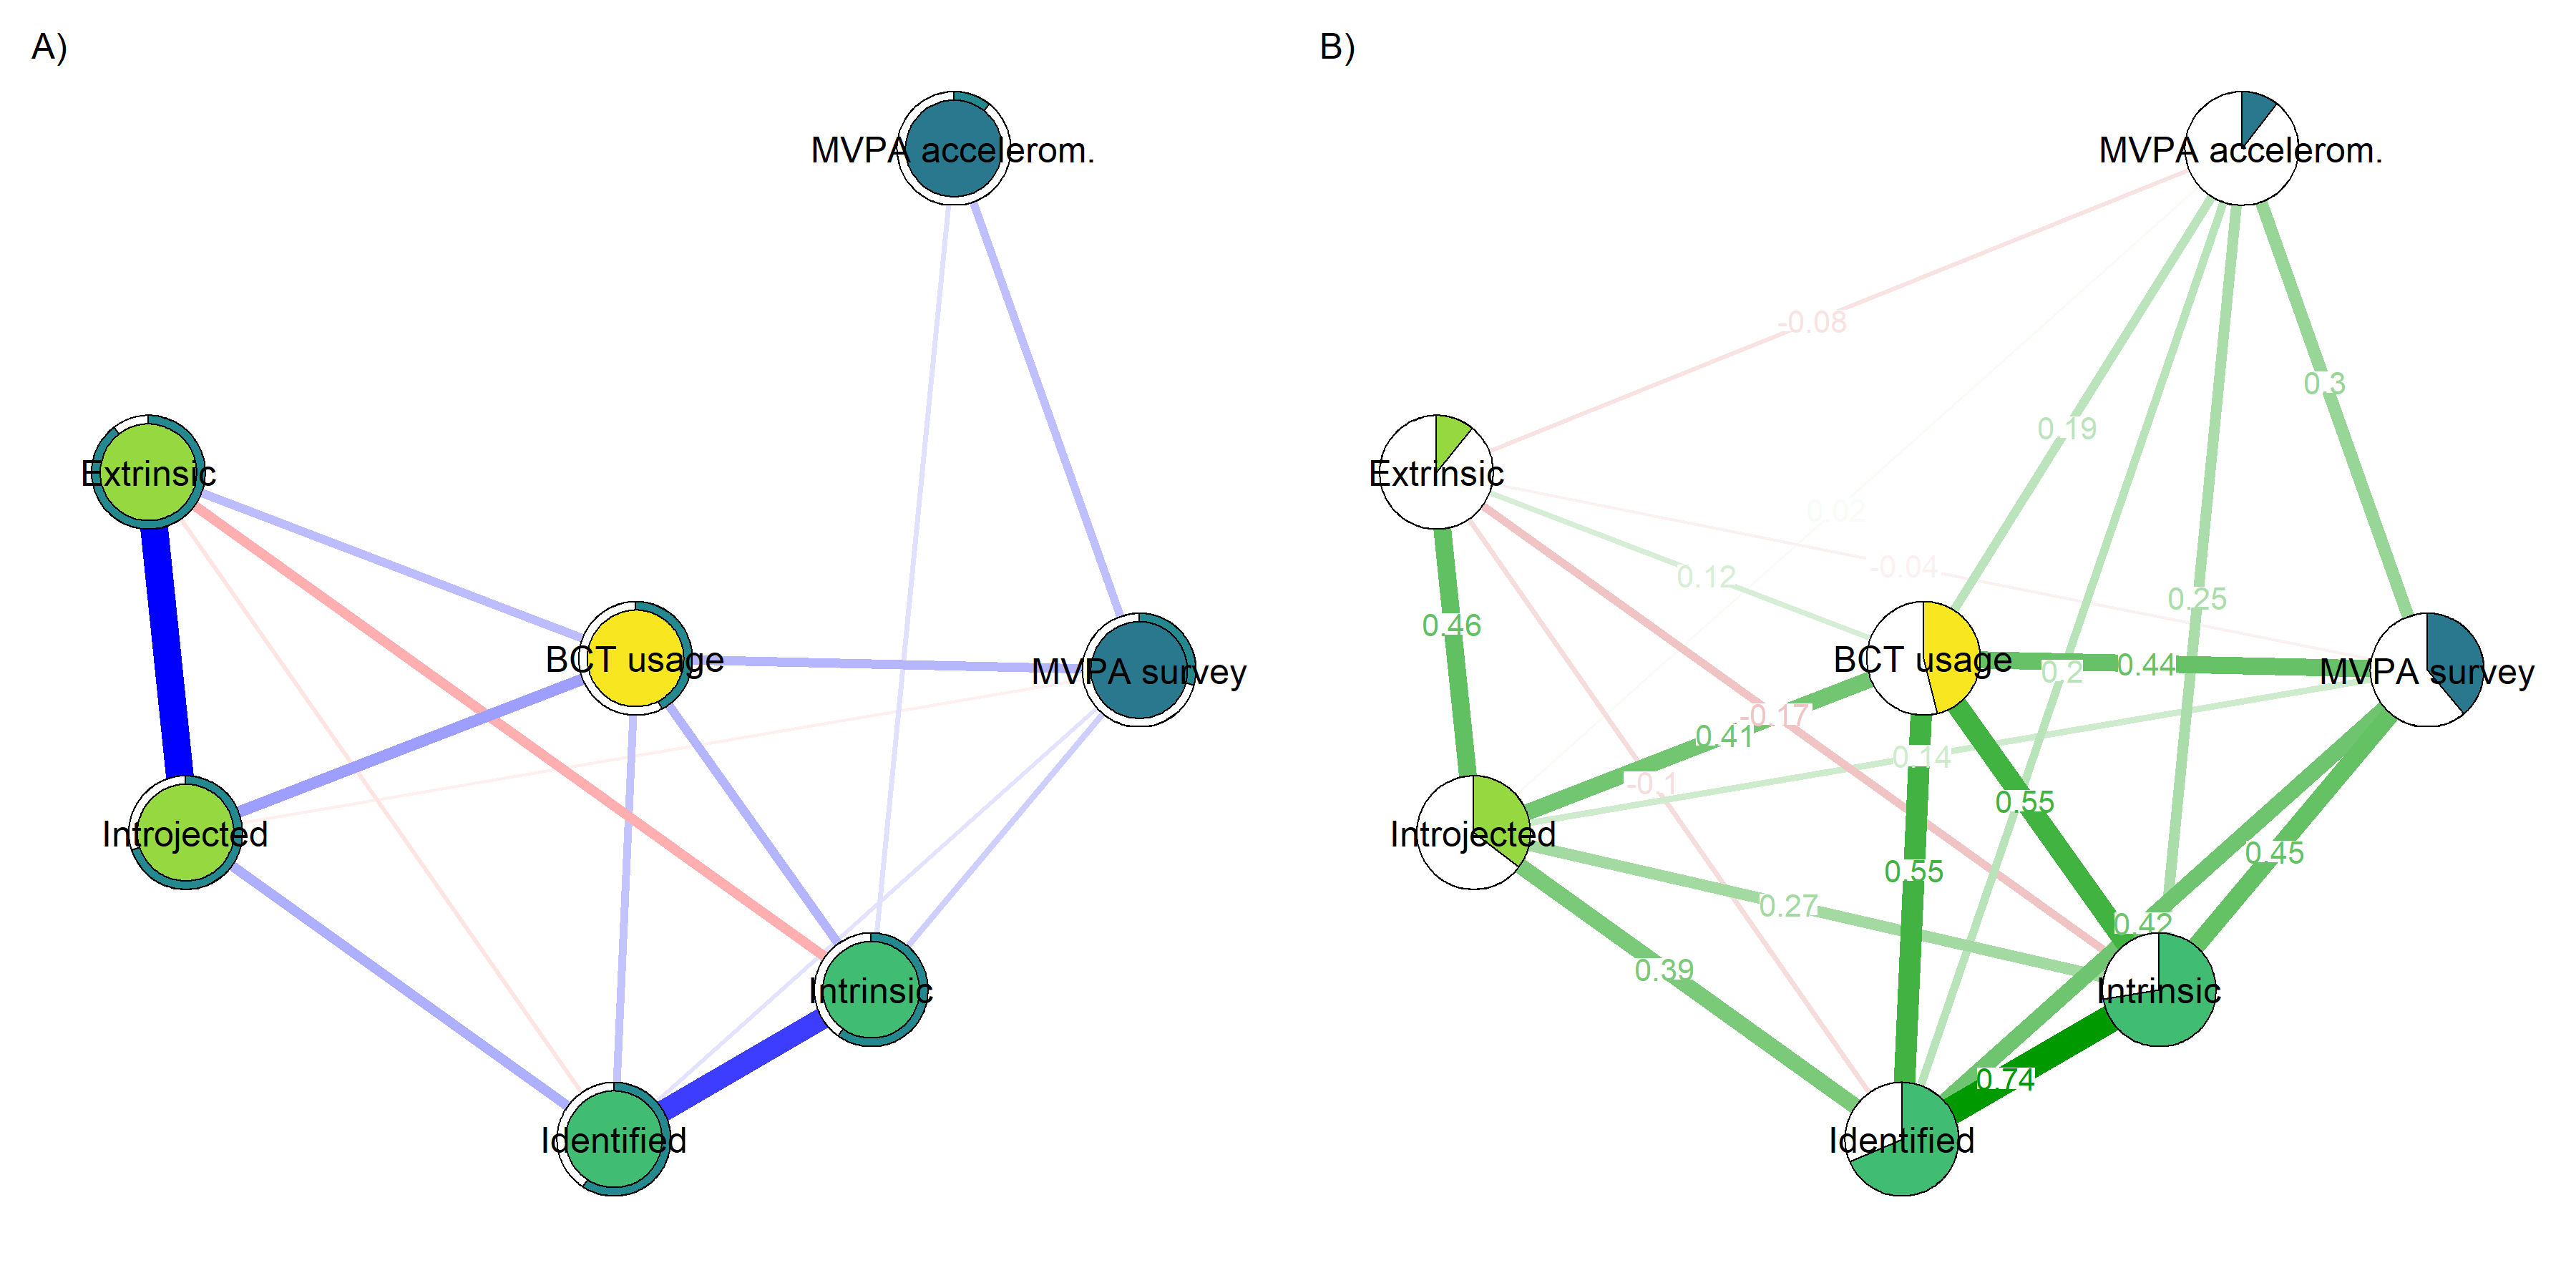 A)
MVPA accelerom.
Extrinsic
BCT usage
MVPA survey
Introjected
Intrinsic
Identified
B)
MVPA accelerom.
-0.08
0.3
0.19
Extrinsic
0.02
-0.04
0.12
0.25
0.46
BCT usage
0.2
0.44
MVPA survey
-0.17
0.41
0.14
-0.1
0.55
Introjected
0.45
0.55
0.27
0.42
0.39
Intrinsic
0.74
Identified